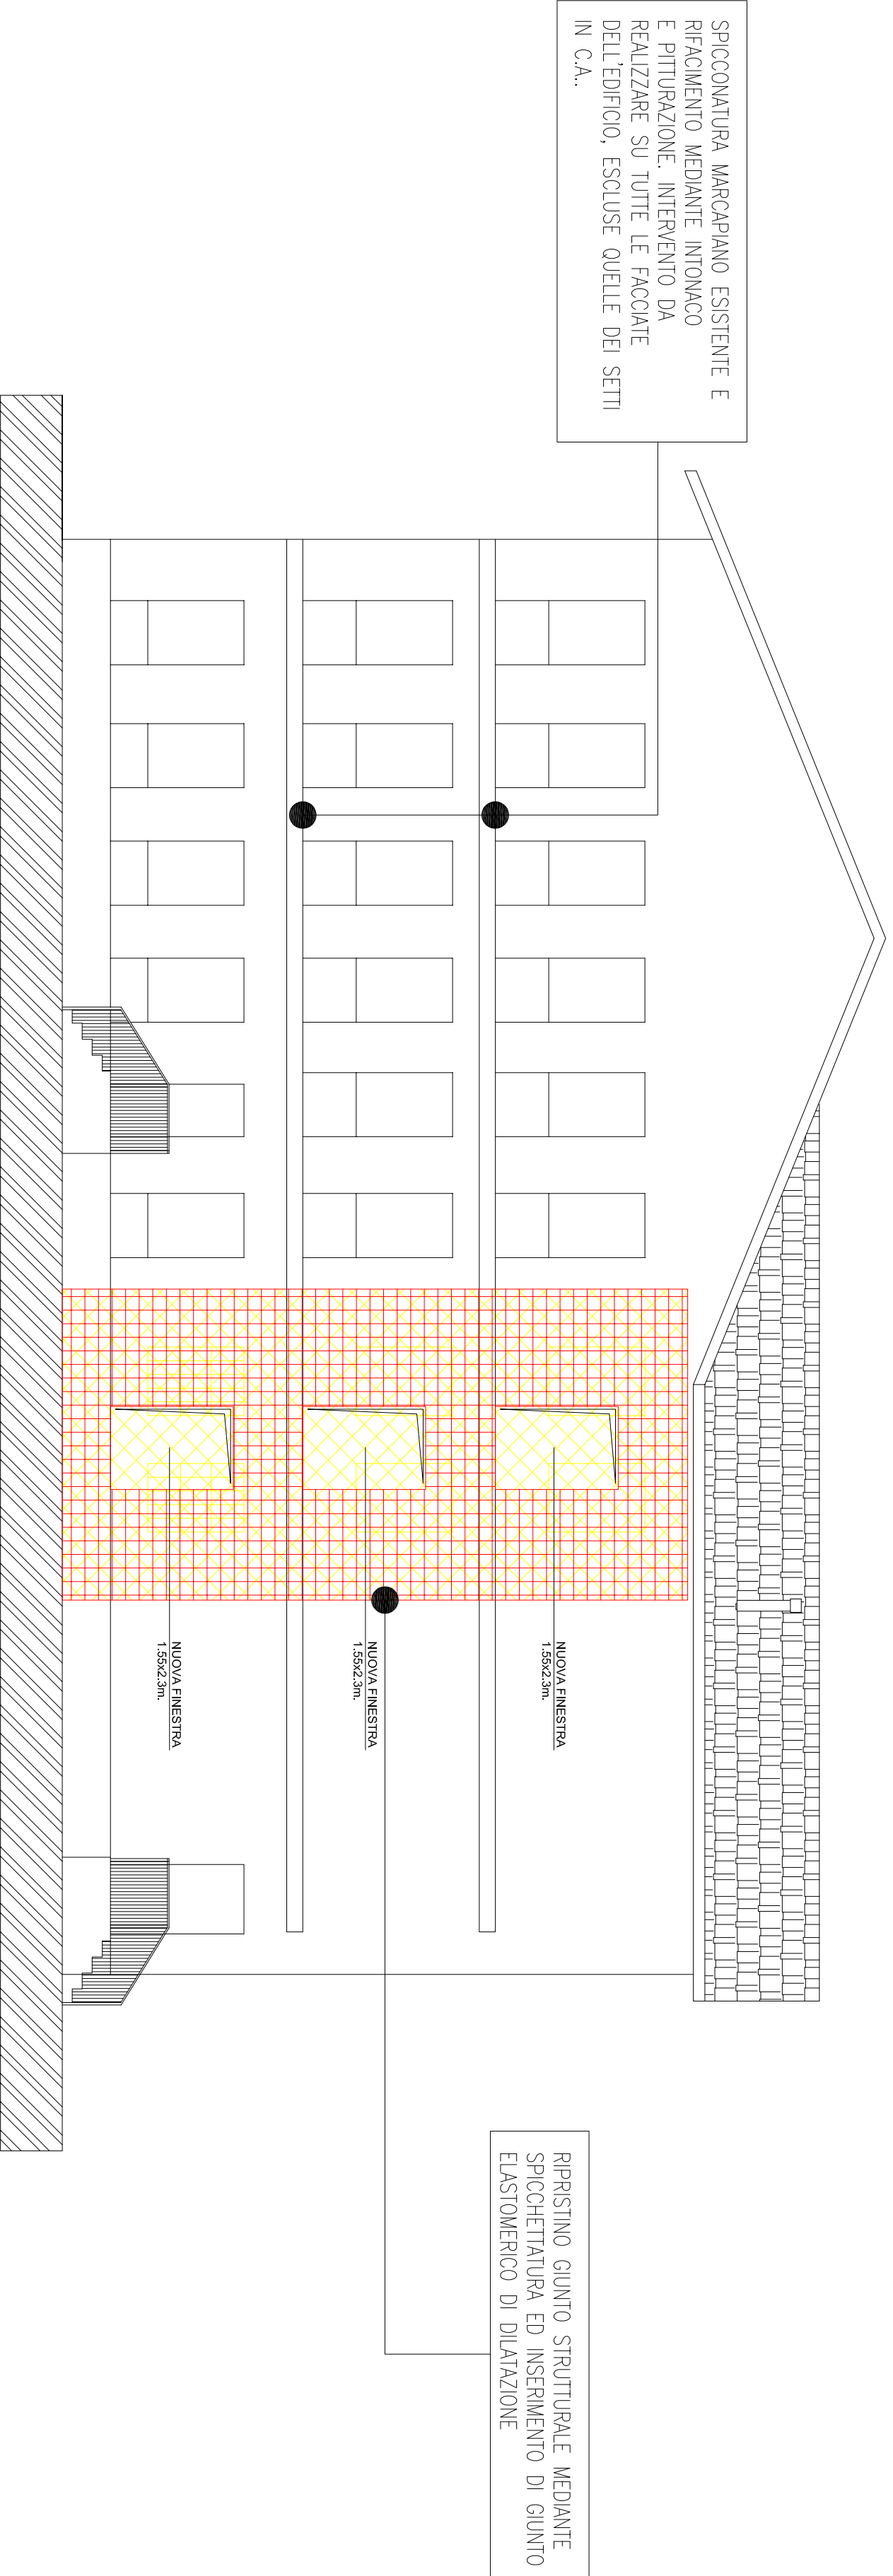 SPICCONATURA MARCAPIANO ESISTENTE E
RIFACIMENTO MEDIANTE INTONACO
E PITTURAZIONE. INTERVENTO DA
REALIZZARE SU TUTTE LE FACCIATE
DELL'EDIFICIO, ESCLUSE QUELLE DEI SETTI
IN C.A..
NUOVA FINESTRA
1.55x2.3m.
NUOVA FINESTRA
1.55x2.3m.
NUOVA FINESTRA
1.55x2.3m.
RIPRISTINO GIUNTO STRUTTURALE MEDIANTE
SPICCHETTATURA ED INSERIMENTO DI GIUNTO
ELASTOMERICO DI DILATAZIONE